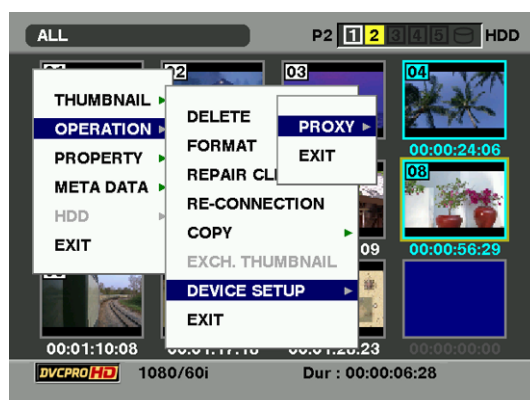 ALL P2 1 2 3 4 5 HDD
03 04
THUMBNAIL
OPERATION
PROPERTY
META DATA
HDD
EXIT
DELETE
FORMAT
REPAIR CL
RE-CONNECTION
COPY
EXCH. THUMBNAIL
DEVICE SETUP
EXIT
PROXY
EXIT
00:00:24:06
08
09 00:00:56:29
00:01:10:08 00:00:00:00
DVCPRO HD 1080/60i Dur : 00:00:06:28